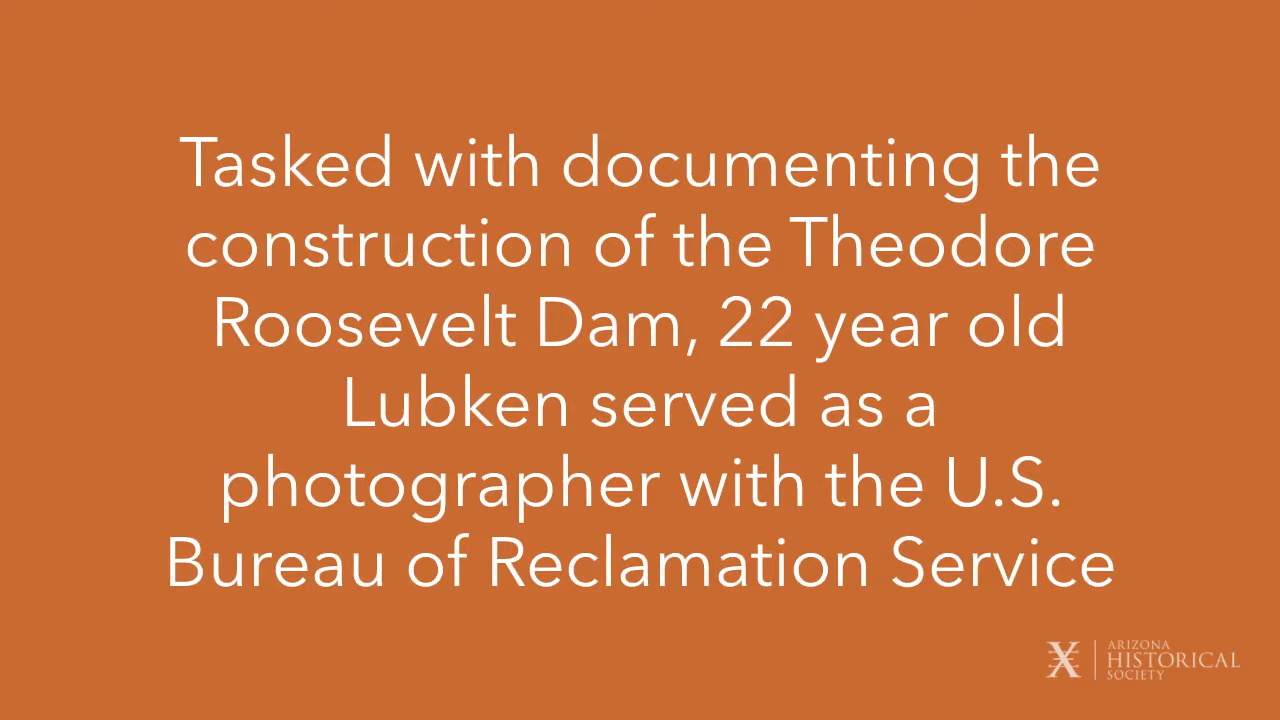 Tasked with documenting the
construction of the Theodore
Roosevelt Dam, 22 year old
Lubken served as a
photographer with the U.S.
Bureau of Reclamation Service
ARIZONA
HISTORICAL
SOCIETY